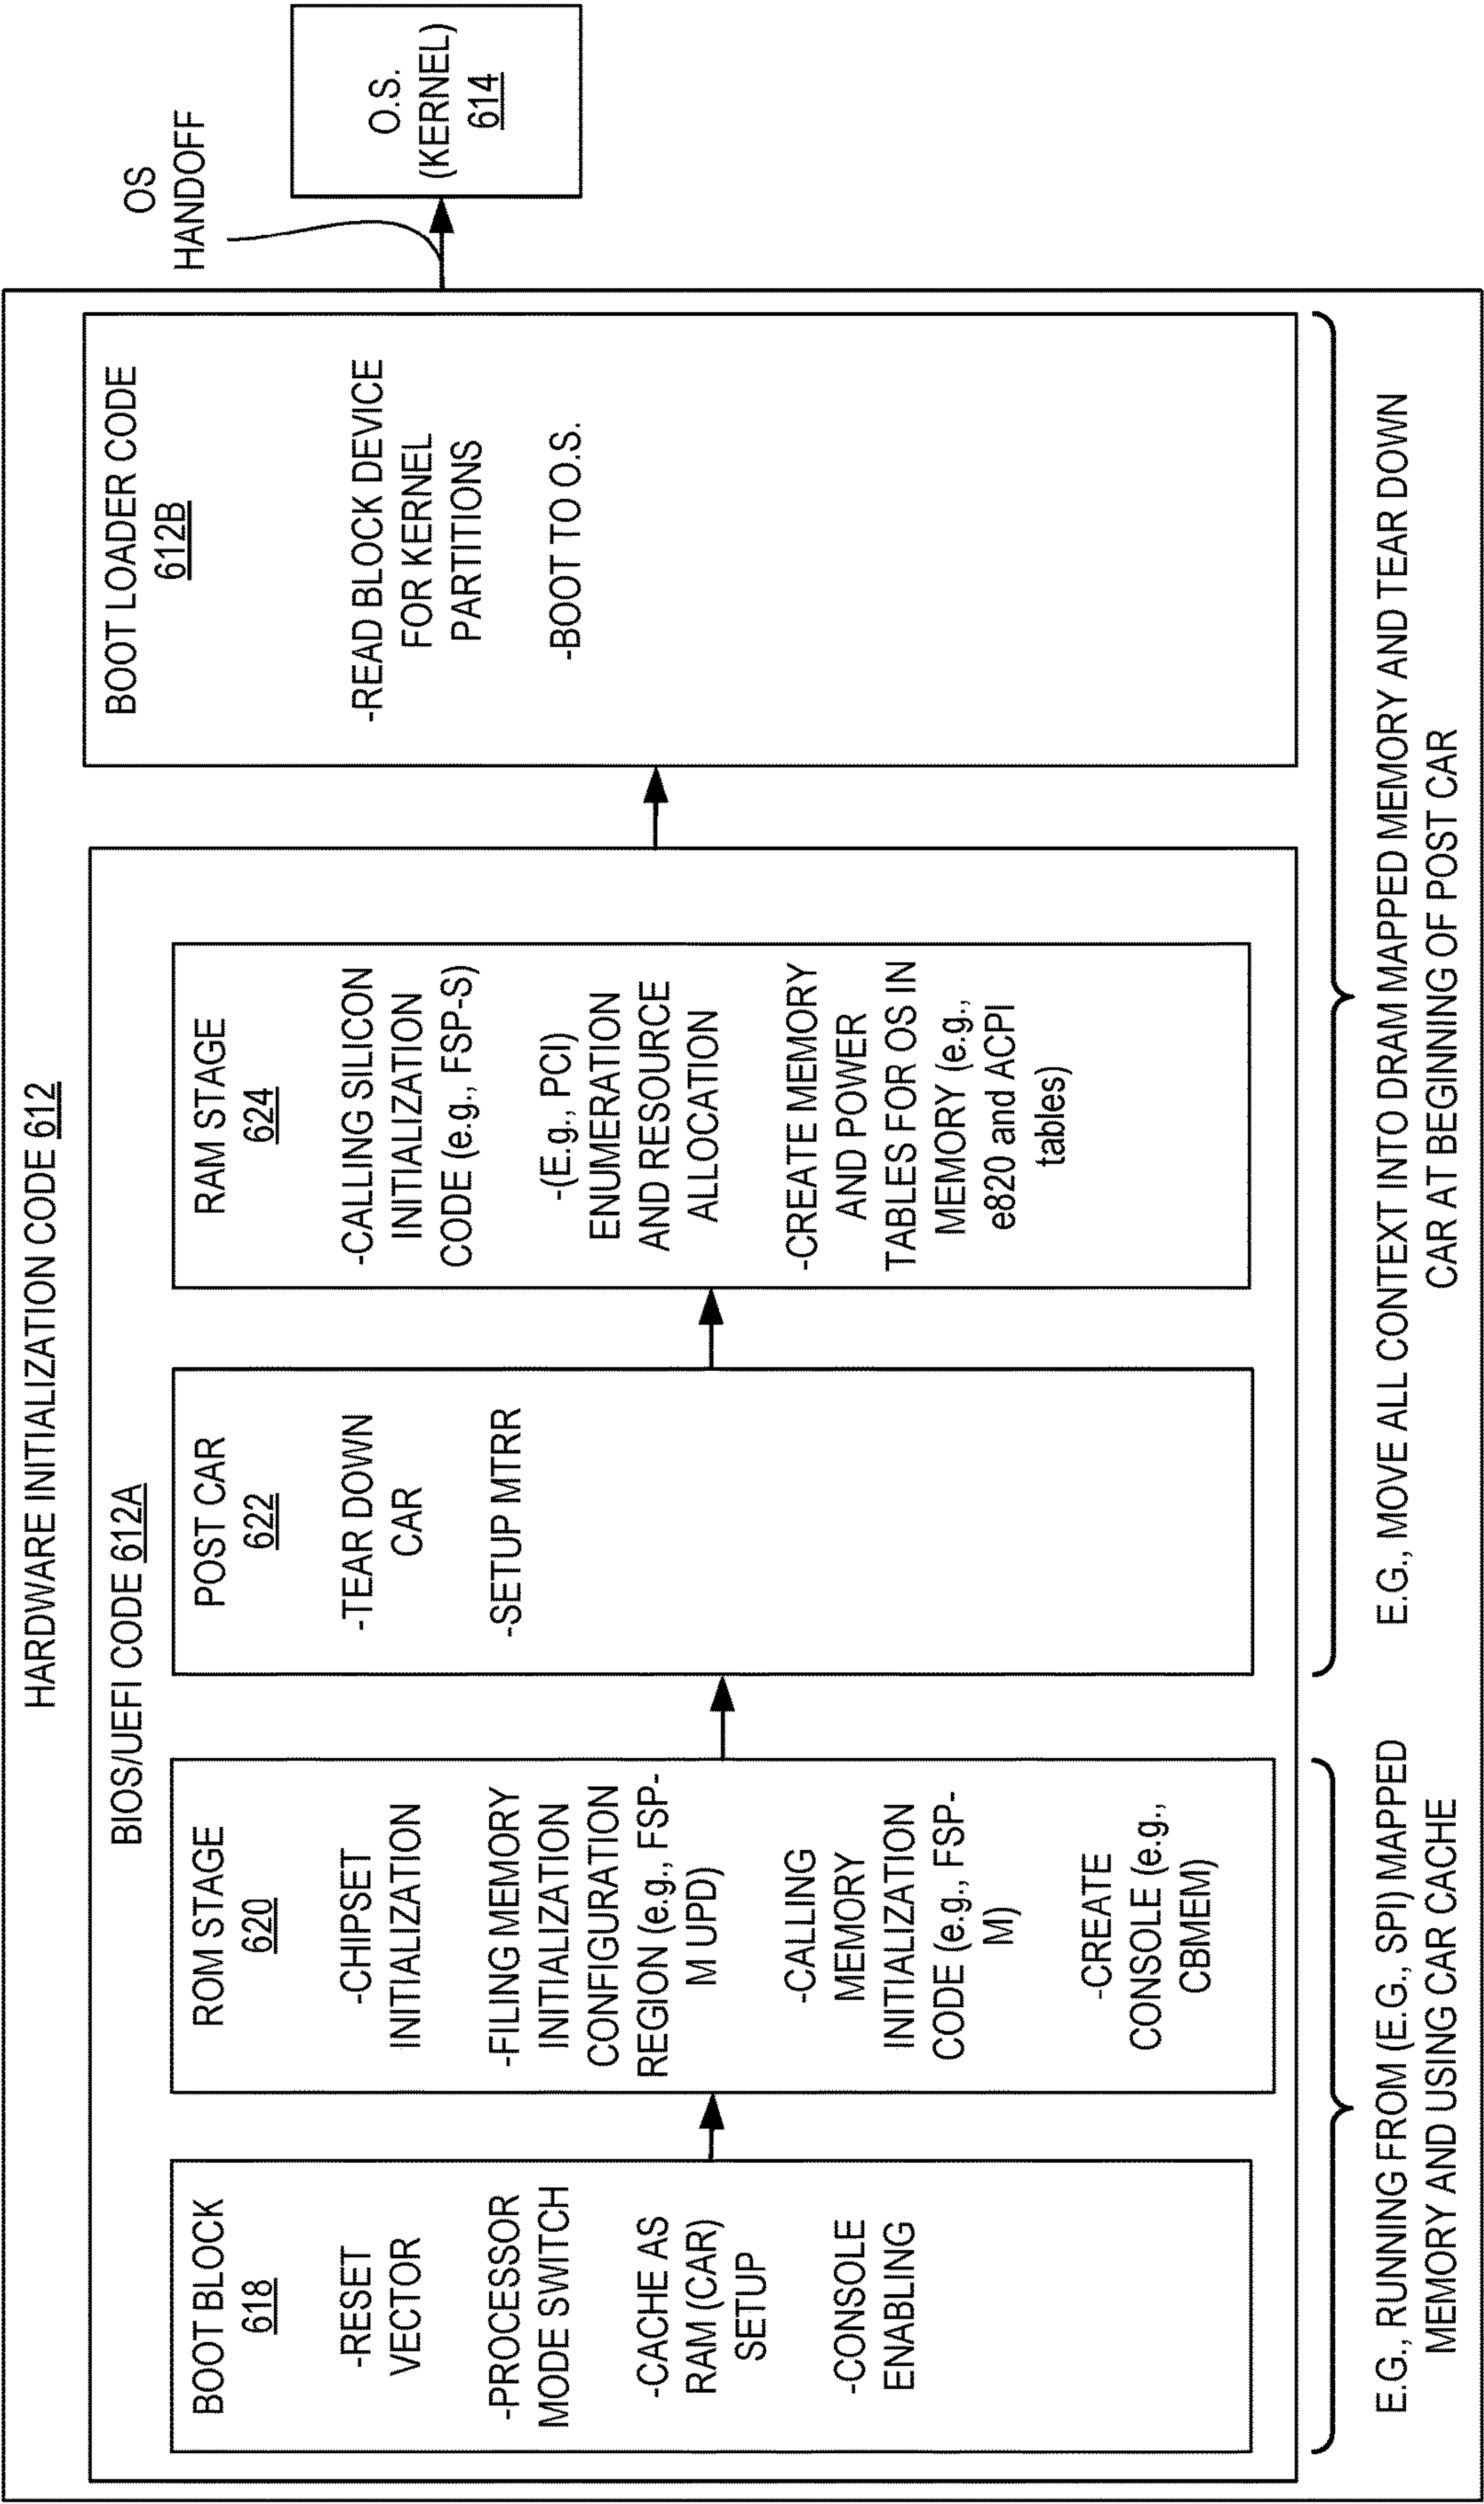 HARDWARE INITIALIZATION CODE 612
BIOS/UEFI CODE 612A
BOOT BLOCK
618
-RESET
VECTOR
-PROCESSOR
MODE SWITCH
-CACHE AS
RAM (CAR)
SETUP
-CONSOLE
ENABLING
ROM STAGE
620
-CHIPSET
INITIALIZATION
-FILING MEMORY
INITIALIZATION
CONFIGURATION
REGION (e.g., FSP-
M UPD)
-CALLING
MEMORY
INITIALIZATION
CODE (e.g., FSP-
M)
-CREATE
CONSOLE (e.g.,
CBMEM)
POST CAR
622
-TEAR DOWN
CAR
-SETUP MTRR
RAM STAGE
624
-CALLING SILICON
INITIALIZATION
CODE (e.g., FSP-S)
-(E.g., PCI)
ENUMERATION
AND RESOURCE
ALLOCATION
-CREATE MEMORY
AND POWER
TABLES FOR OS IN
MEMORY (e.g.,
e820 and ACPI
tables)
BOOT LOADER CODE
612B
-READ BLOCK DEVICE
FOR KERNEL
PARTITIONS
-BOOT TO O.S.
OS
HANDOFF
O.S.
(KERNEL)
614
E.G., RUNNING FROM (E.G., SPI) MAPPED
MEMORY AND USING CAR CACHE
E.G., MOVE ALL CONTEXT INTO DRAM MAPPED MEMORY AND TEAR DOWN
CAR AT BEGINNING OF POST CAR